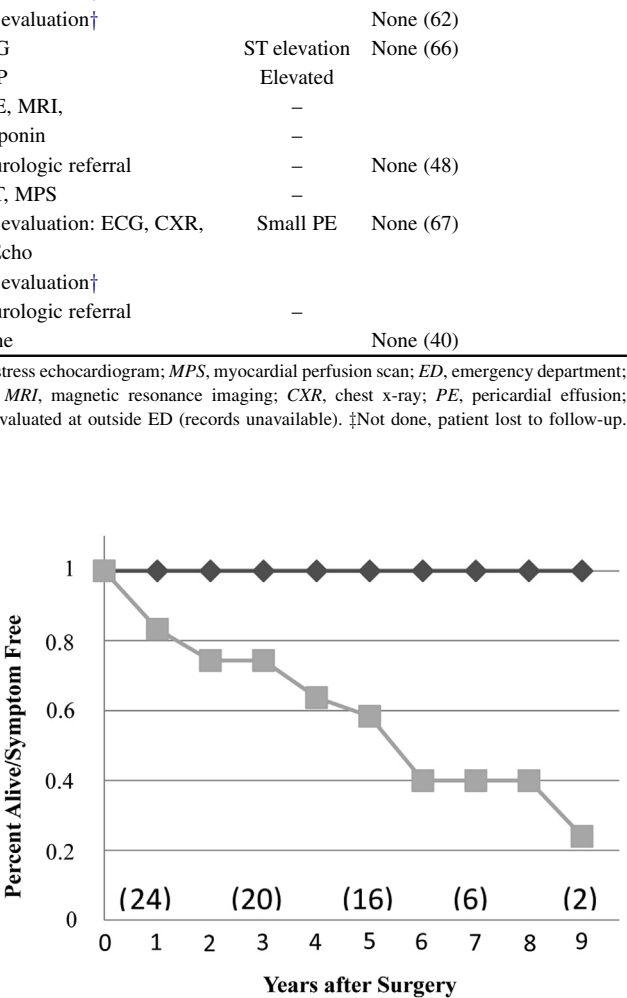 evaluation† None (62)
G ST elevation None (66)
P Elevated
E, MRI, –
ponin –
urologic referral – None (48)
T, MPS –
evaluation: ECG, CXR, Small PE None (67)
Echo
evaluation†
urologic referral –
ne None (40)
stress echocardiogram; MPS, myocardial perfusion scan; ED, emergency department;
MRI, magnetic resonance imaging; CXR, chest x-ray; PE, pericardial effusion;
valuated at outside ED (records unavailable). ‡Not done, patient lost to follow-up.
Percent Alive/Symptom Free
1
0.8
0.6
0.4
0.2
0
(24) (20) (16) (6) (2)
0 1 2 3 4 5 6 7 8 9
Years after Surgery